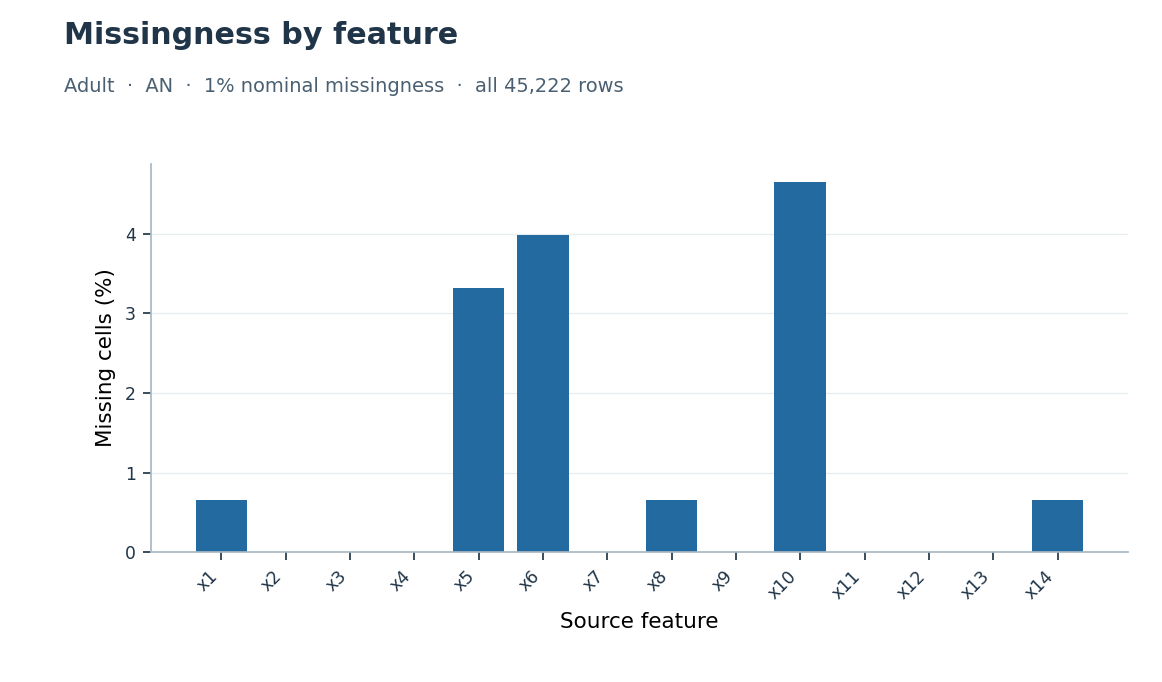 Missingness by feature
Adult · AN · 1% nominal missingness · all 45,222 rows
Missing cells (%)
4
3
2
1
0
x1 x2 x3 x4 x5 x6 x7 x8 x9 x10 x11 x12 x13 x14
Source feature